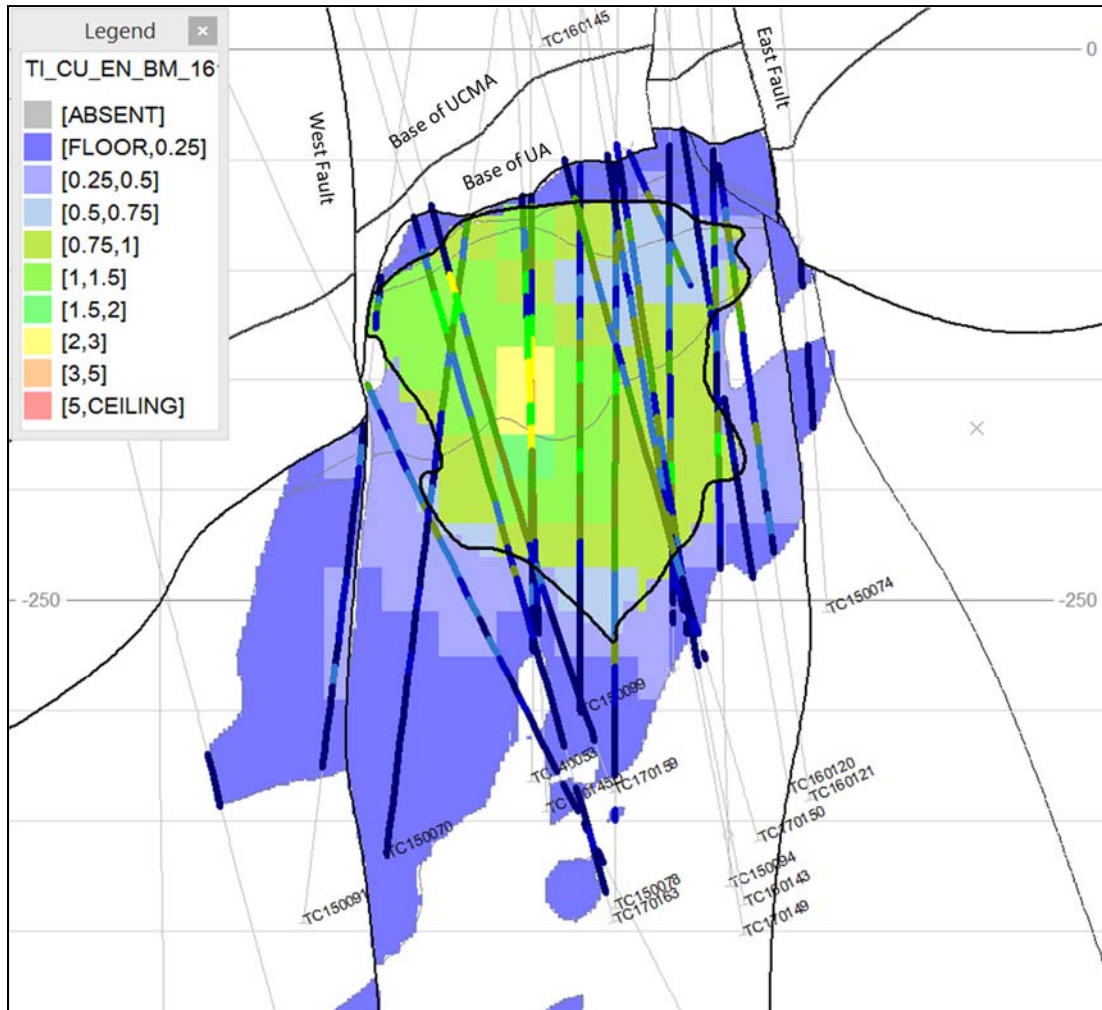 Legend
×
TI_CU_EN_BM_16
[ABSENT]
[FLOOR,0.25]
[0.25,0.5]
[0.5,0.75]
[0.75,1]
[1,1.5]
[1.5,2]
[2,3]
[3,5]
[5,CEILING]
TC160145
0
East Fault
Base of UCMA
West Fault
Base of UA
-250
-250
TC150074
TC150099
TC170159
TC160120
TC160121
TC170150
TC150070
TC150094
TC150091
TC150078
TC160143
TC170163
TC170149